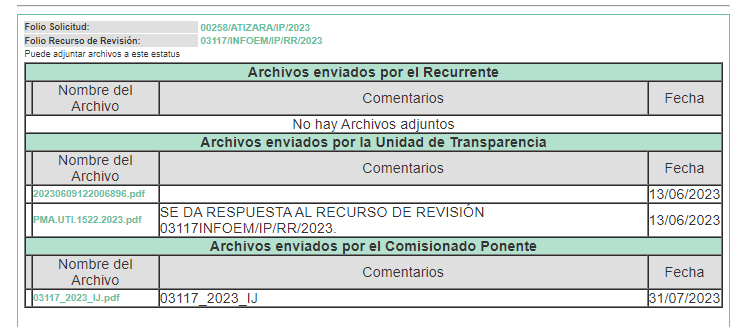 Folio Solicitud: 00258/ATIZARA/IP/2023
Folio Recurso de Revisión: 03117/INFOEM/IP/RR/2023
Puede adjuntar archivos a este estatus
Archivos enviados por el Recurrente
Nombre del Archivo Comentarios Fecha
No hay Archivos adjuntos
Archivos enviados por la Unidad de Transparencia
Nombre del Archivo Comentarios Fecha
20230609122006896.pdf 13/06/2023
PMA.UTI.1522.2023.pdf SE DA RESPUESTA AL RECURSO DE REVISIÓN 03117INFOEM/IP/RR/2023. 13/06/2023
Archivos enviados por el Comisionado Ponente
Nombre del Archivo Comentarios Fecha
03117_2023_IJ.pdf 03117_2023_IJ 31/07/2023